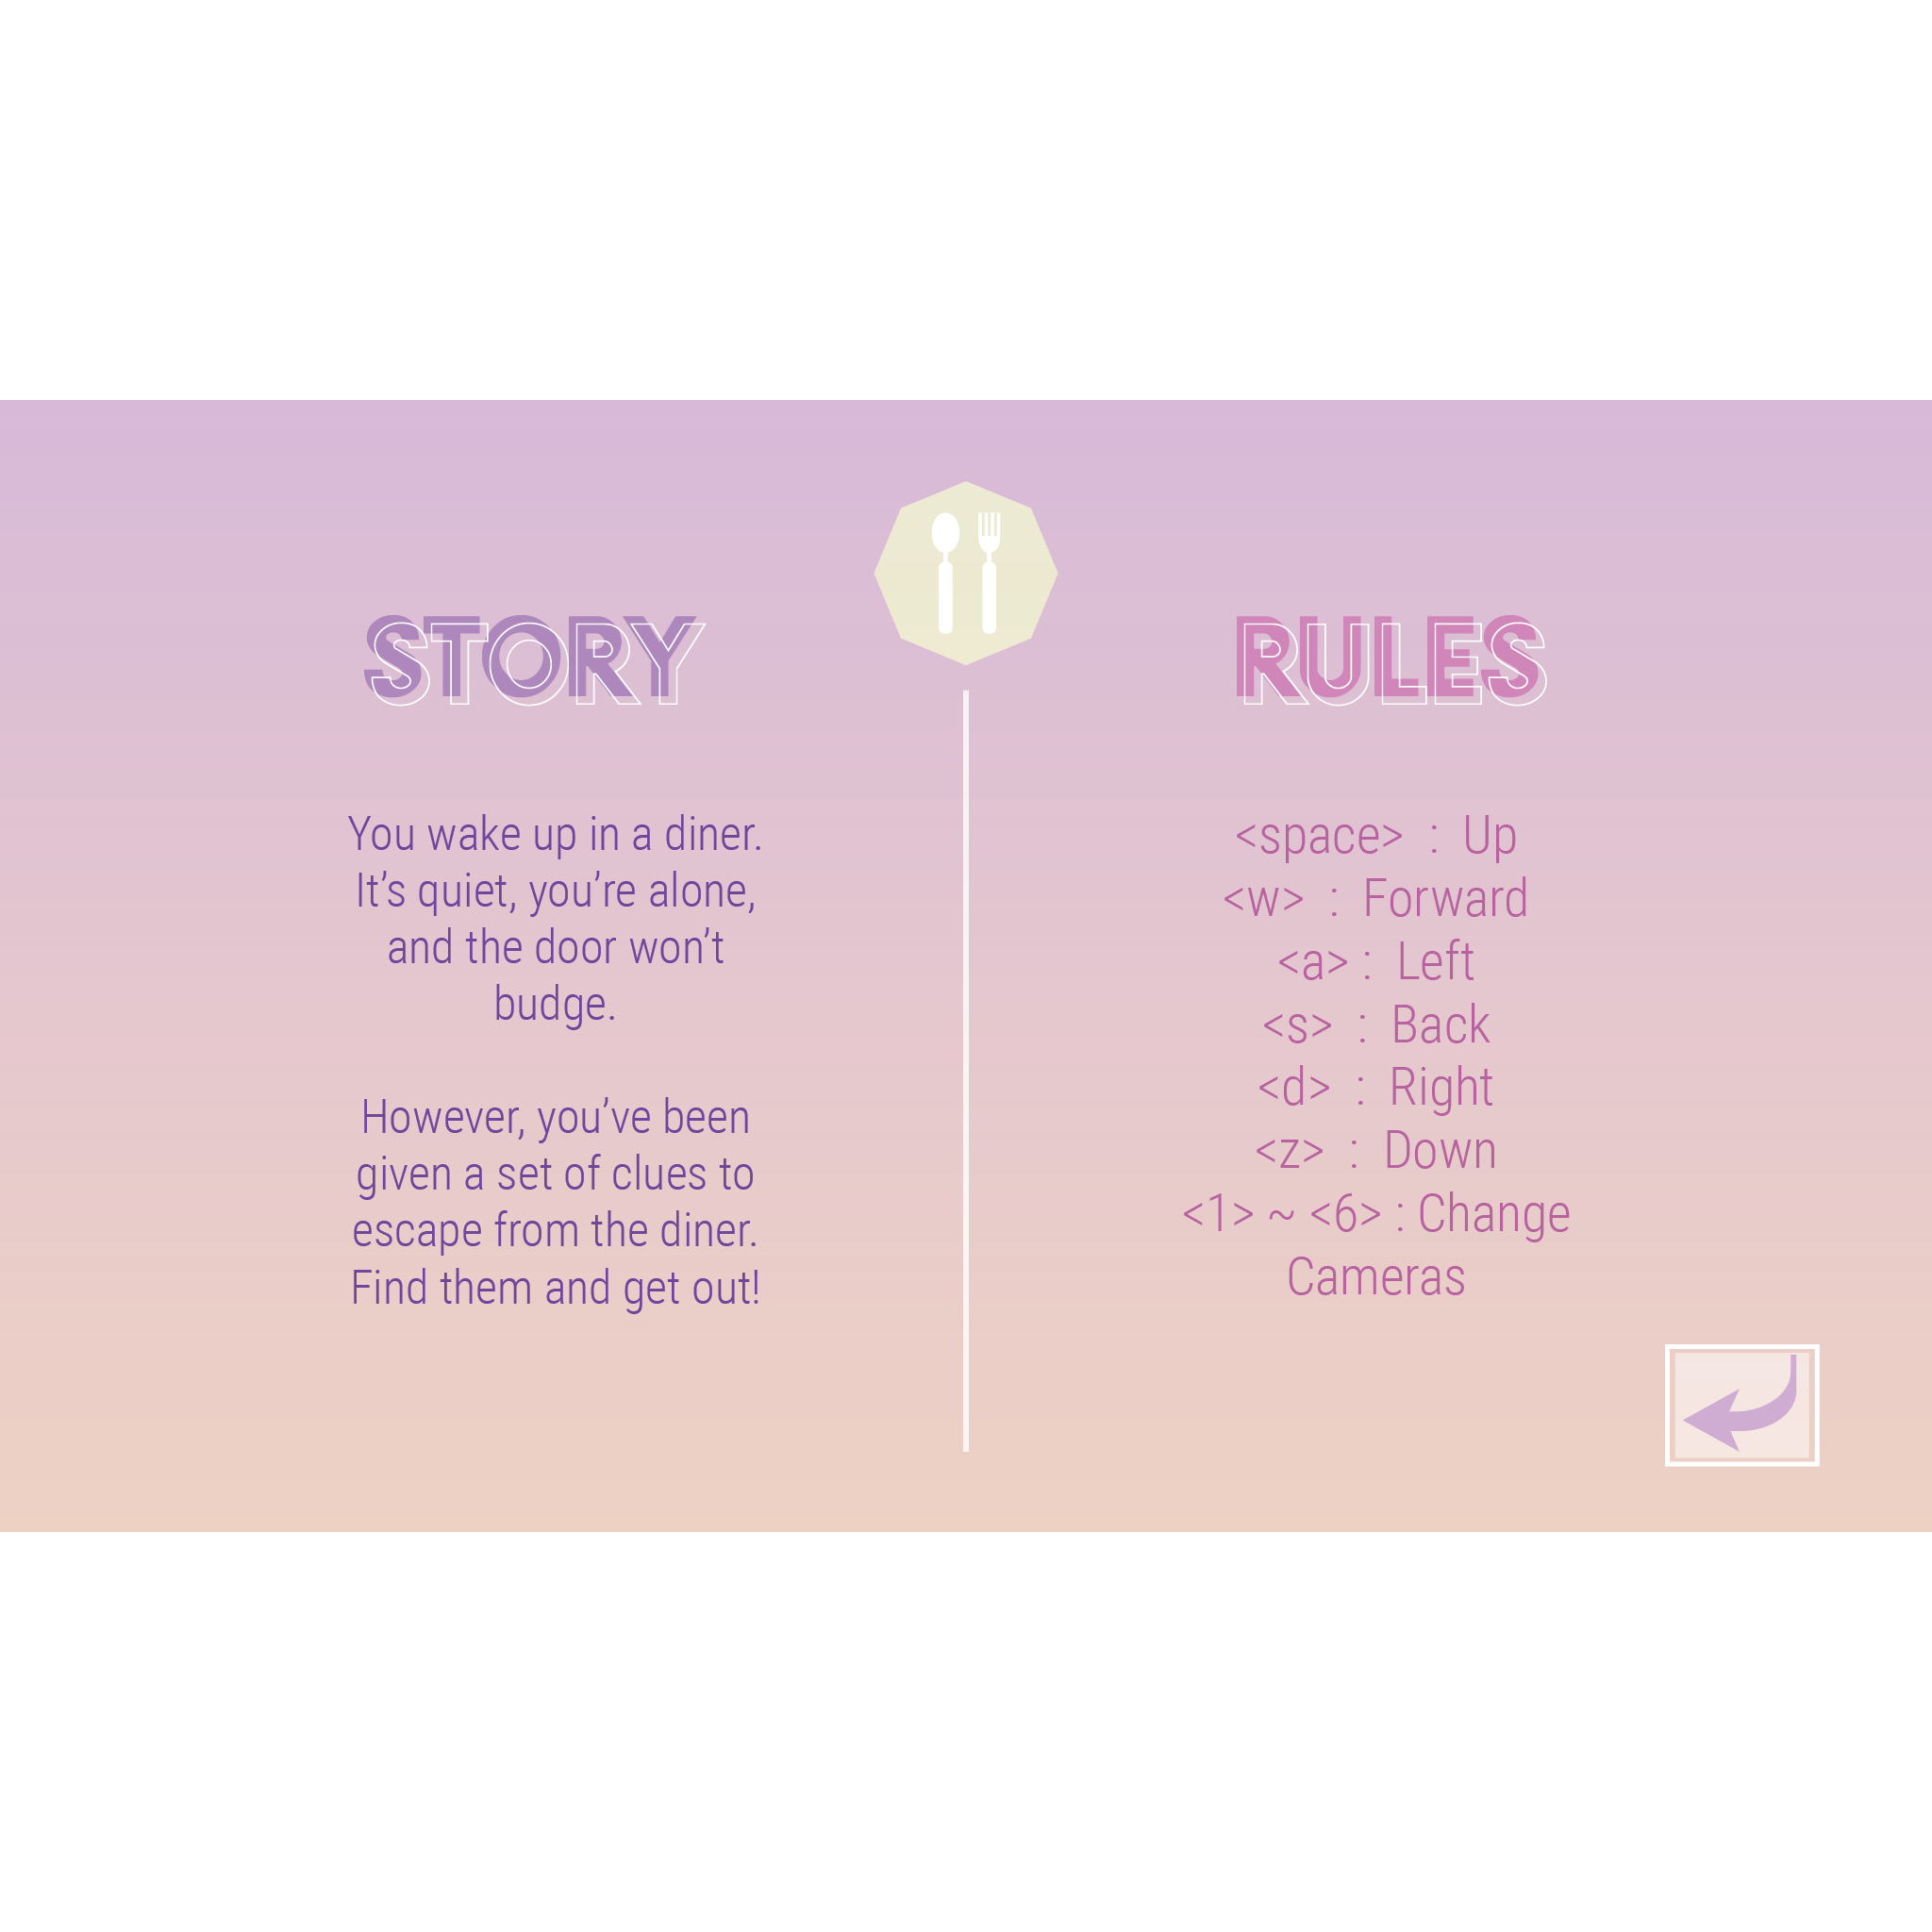 STORY
You wake up in a diner.
It’s quiet, you’re alone,
and the door won’t
budge.
However, you’ve been
given a set of clues to
escape from the diner.
Find them and get out!
RULES
<space> : Up
<w> : Forward
<a> : Left
<s> : Back
<d> : Right
<z> : Down
<1> ~ <6> : Change
Cameras